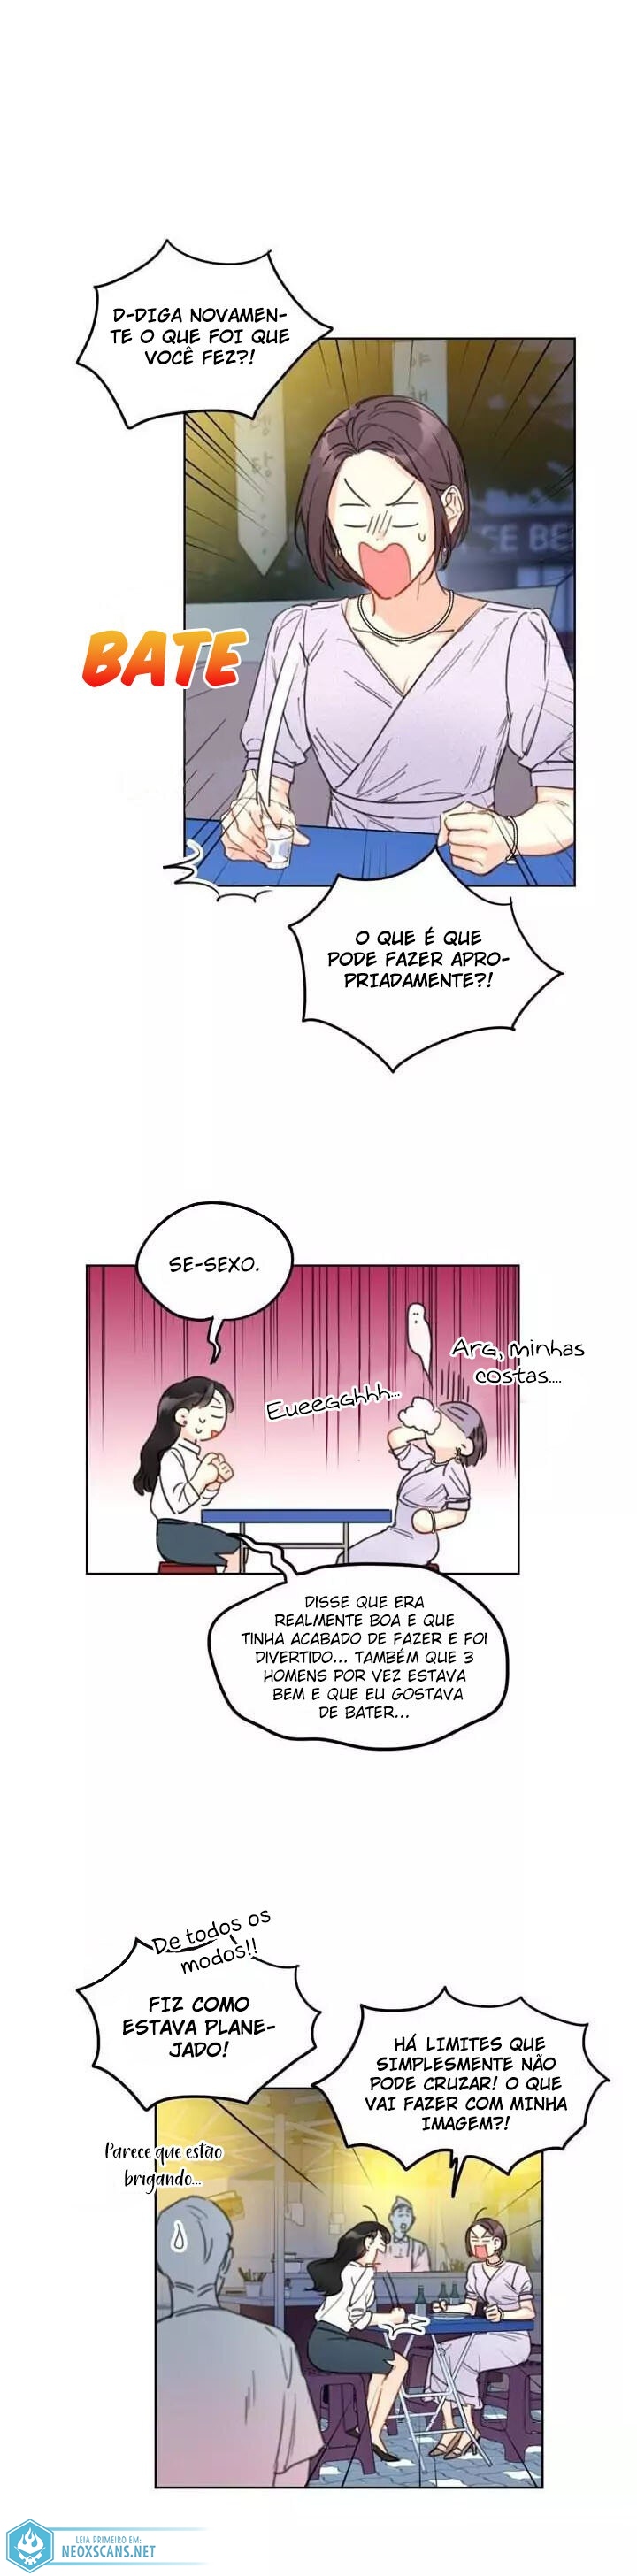 D-DIGA NOVAMEN-
TE O QUE FOI QUE
VOCÊ FEZ?!
SE BE
BATE
O QUE É QUE
PODE FAZER APRO-
PRIADAMENTE?!
SE-SEXO.
Arg, minhas
costas....
Eueegghhh...
DISSE QUE ERA
REALMENTE BOA E QUE
TINHA ACABADO DE FAZER E FOI
DIVERTIDO... TAMBÉM QUE 3
HOMENS POR VEZ ESTAVA
BEM E QUE EU GOSTAVA
DE BATER...
De todos os
modos!!
FIZ COMO
ESTAVA PLANE-
JADO!
HÁ LIMITES QUE
SIMPLESMENTE NÃO
PODE CRUZAR! O QUE
VAI FAZER COM MINHA
IMAGEM?!
Parece que estão
brigando...
LEIA PRIMEIRO EM:
NEOXSCANS.NET